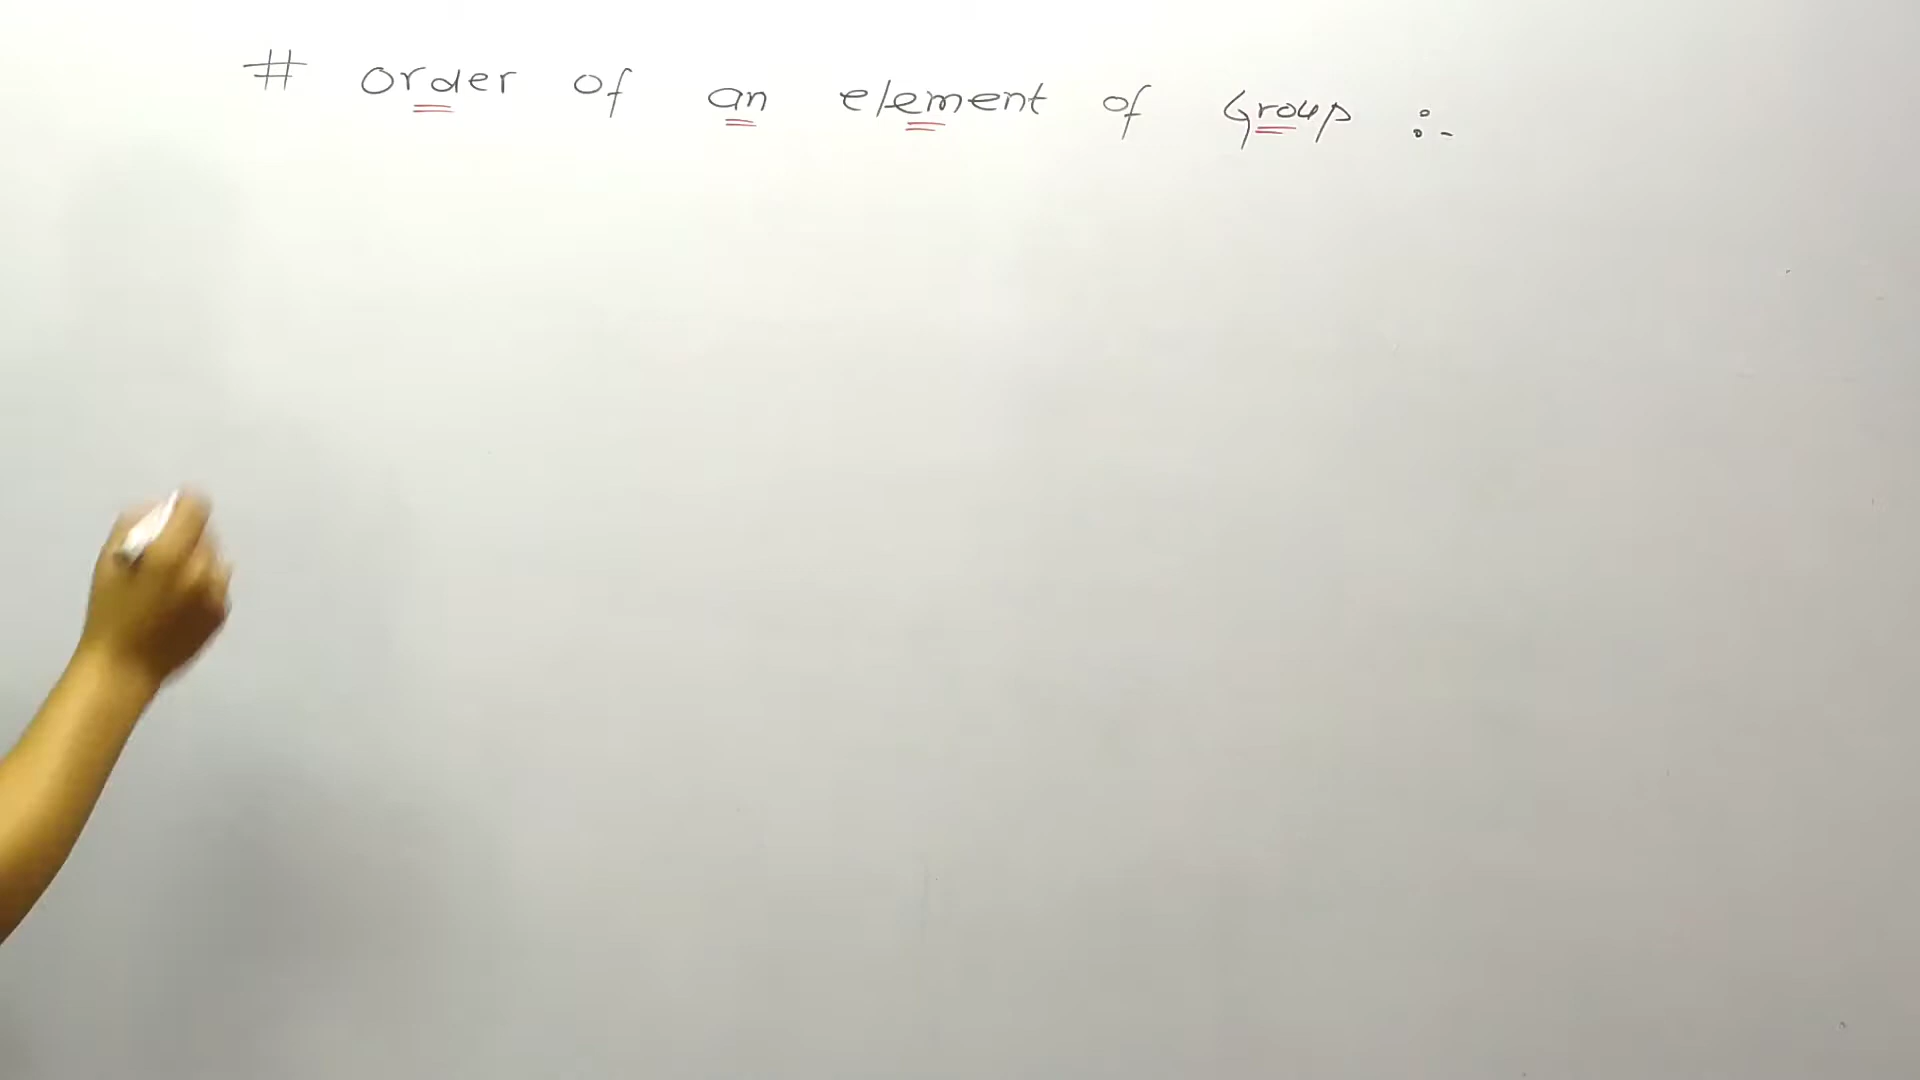 # order of an element of Group :-